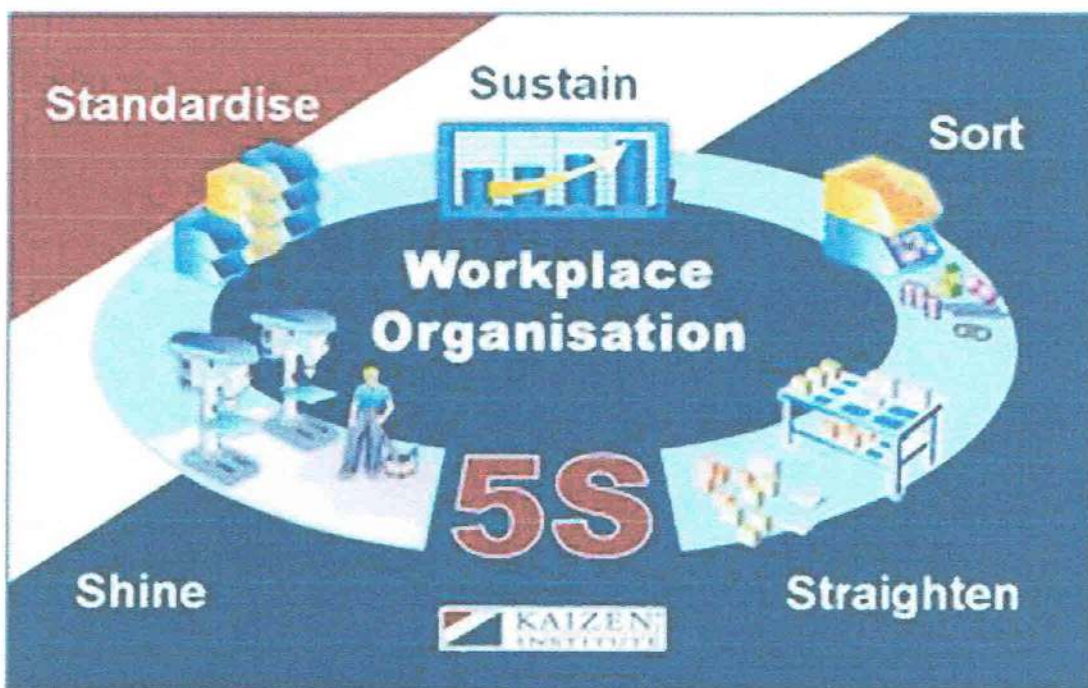 Sustain
Standardise
Sort
Workplace
Organisation
5S
Shine
Straighten
KAIZEN
INSTITUTE